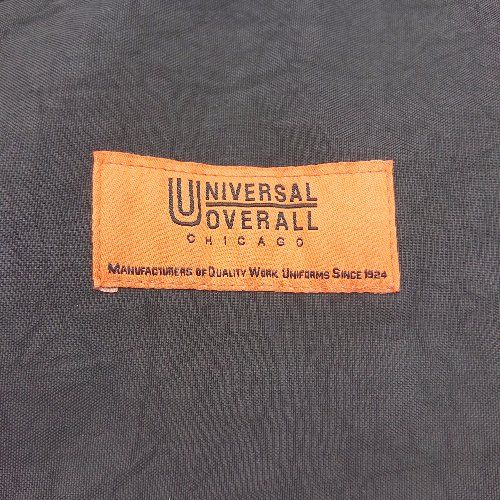 UNIVERSAL
OVERALL
CHICAGO
MANUFACTURERS OF QUALITY WORK UNIFORMS SINCE 1924